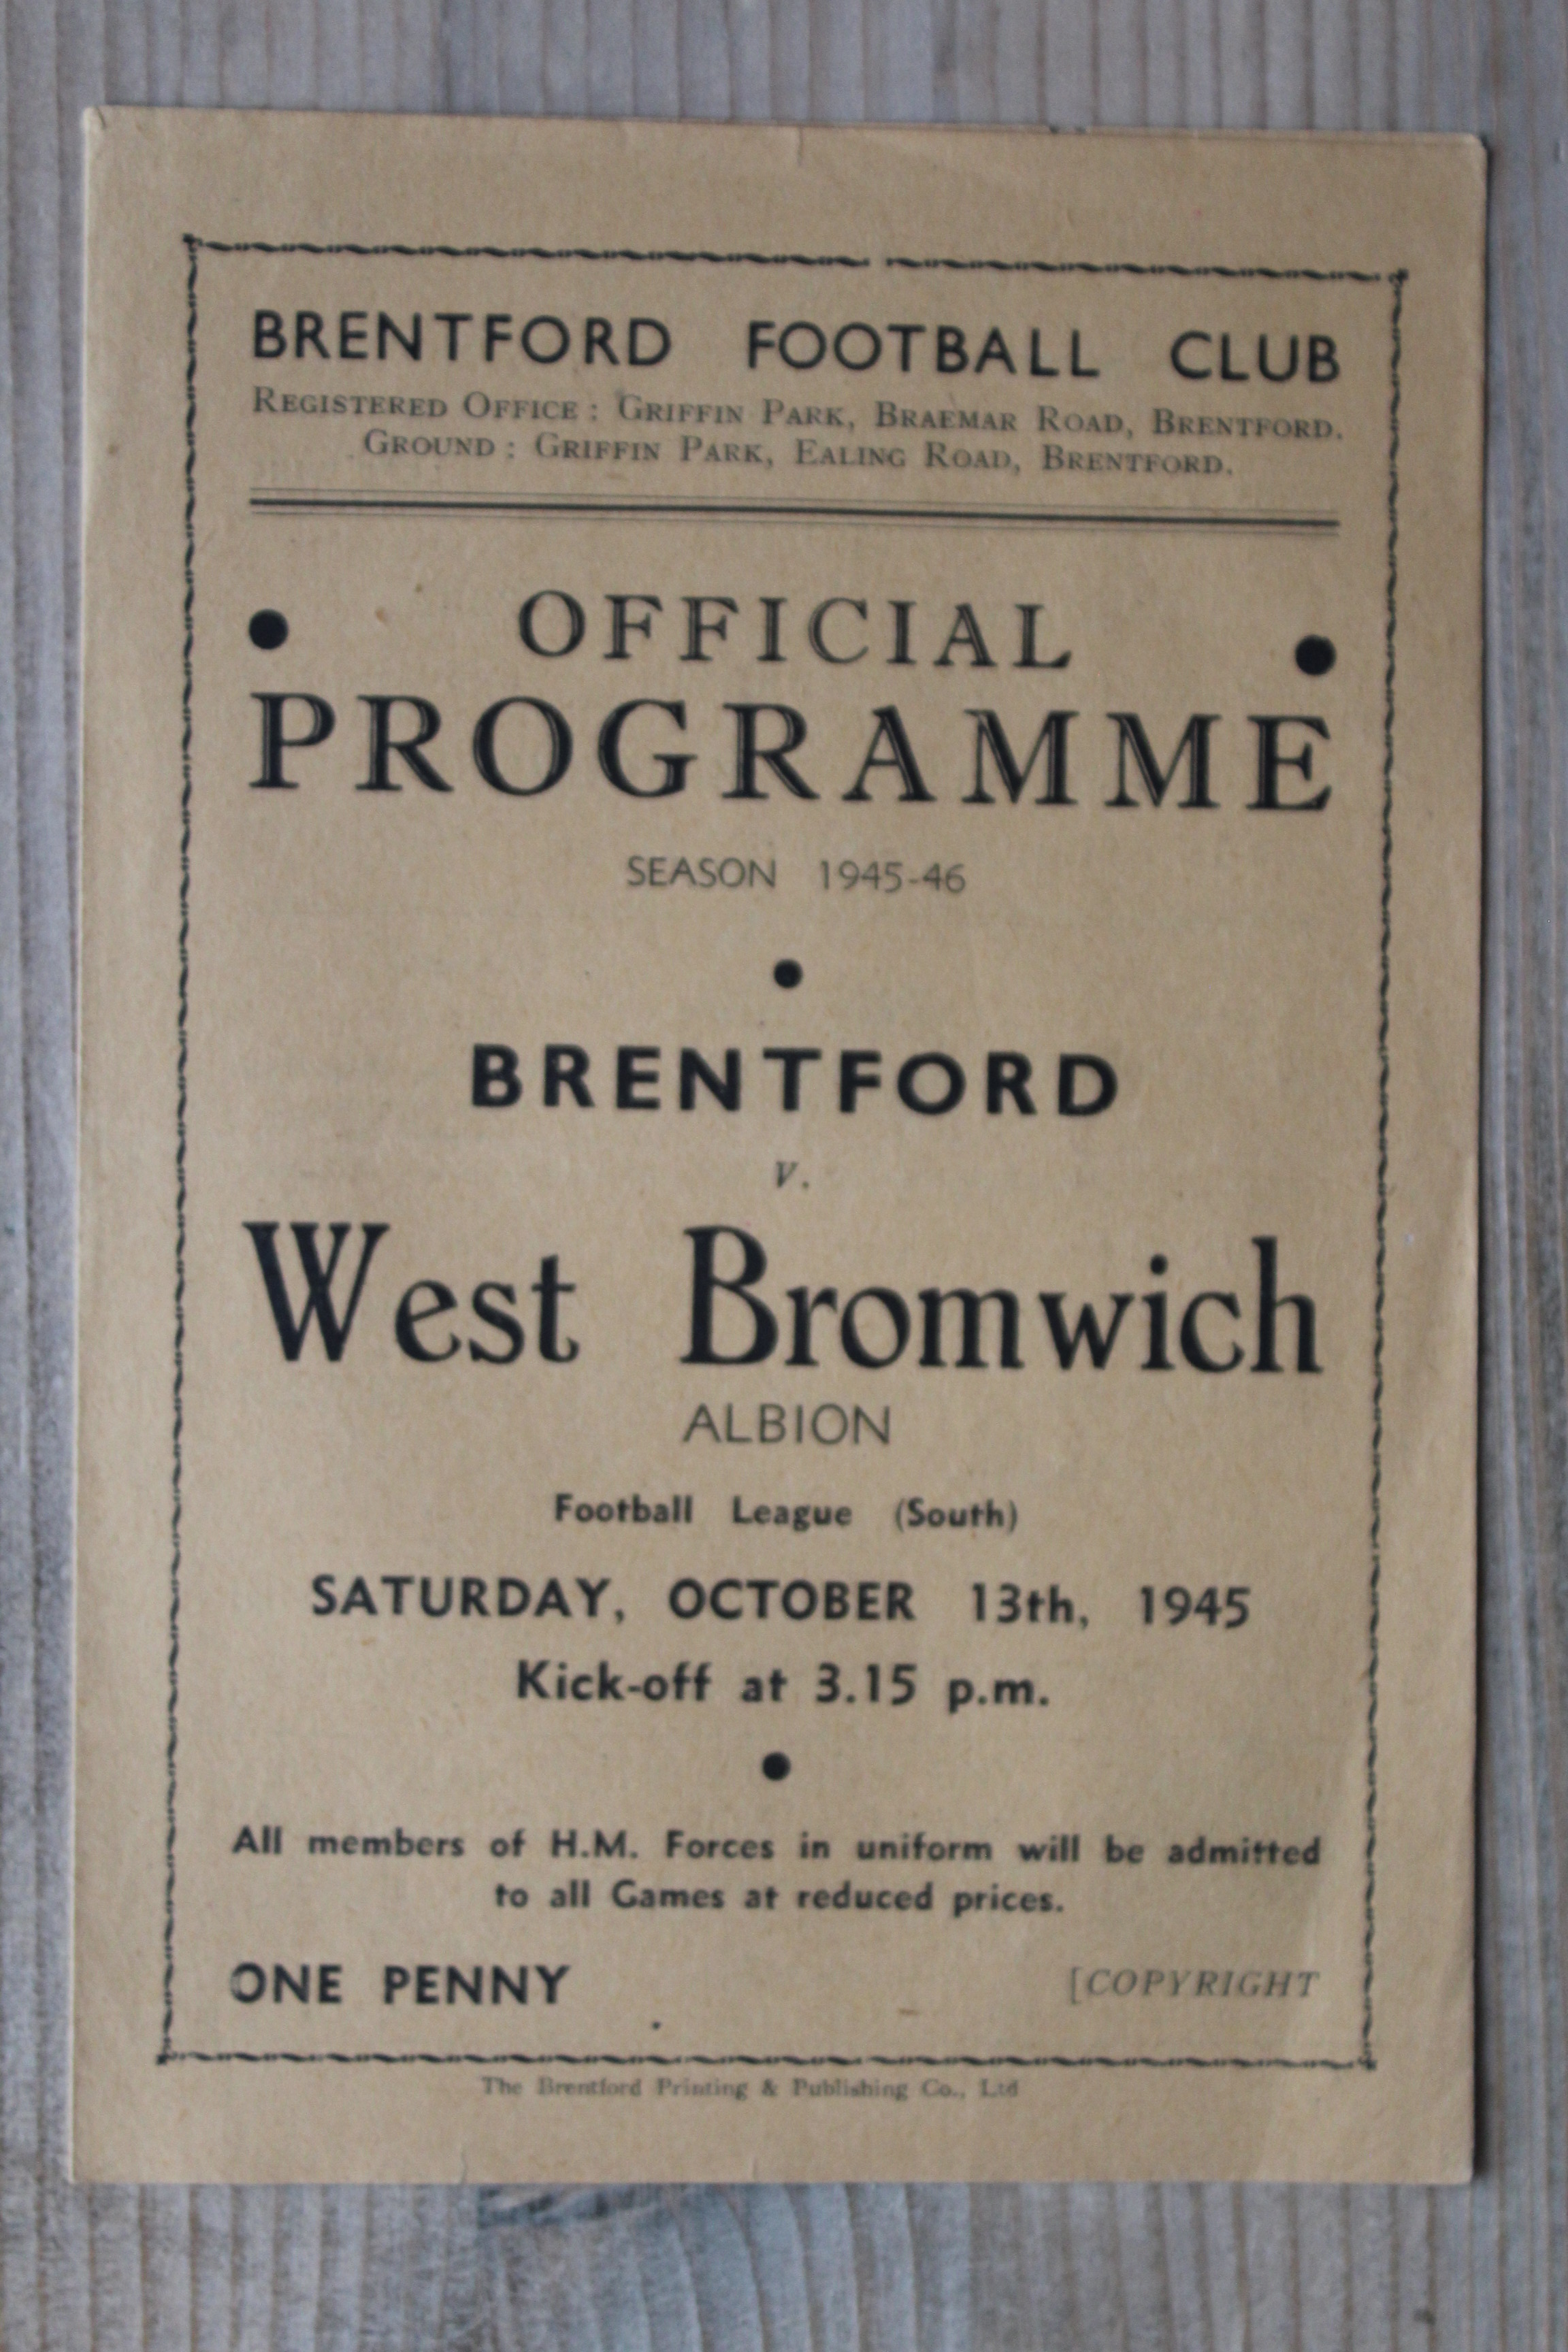 BRENTFORD FOOTBALL CLUB
REGISTERED OFFICE : GRIFFIN PARK, BRAEMAR ROAD, BRENTFORD.
GROUND : GRIFFIN PARK, EALING ROAD, BRENTFORD.
• OFFICIAL •
PROGRAMME
SEASON 1945-46
•
BRENTFORD
v.
West Bromwich
ALBION
Football League (South)
SATURDAY, OCTOBER 13th, 1945
Kick-off at 3.15 p.m.
•
All members of H.M. Forces in uniform will be admitted
to all Games at reduced prices.
ONE PENNY [COPYRIGHT
The Brentford Printing & Publishing Co., Ltd